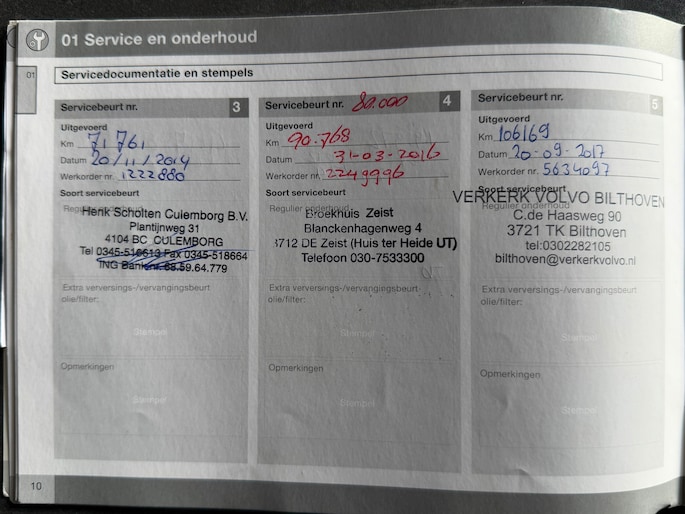 01 Service en onderhoud
01
Servicedocumentatie en stempels
Servicebeurt nr. 3
Uitgevoerd
Km 71 761
Datum 20/11/2014
Werkorder nr. 1222880
Soort servicebeurt
Regulier onderhoud
Henk Scholten Culemborg B.V.
Plantijnweg 31
4104 BC CULEMBORG
Tel 0345-516613 Fax 0345-518664
ING Banknr. 68.59.64.779
Extra verversings-/vervangingsbeurt
olie/filter:
Stempel
Opmerkingen
Stempel
Servicebeurt nr. 80.000 4
Uitgevoerd
Km 90.768
Datum 31-03-2016
Werkorder nr. 2249996
Soort servicebeurt
Regulier onderhoud
Broekhuis Zeist
Blanckenhagenweg 4
3712 DE Zeist (Huis ter Heide UT)
Telefoon 030-7533300
Extra verversings-/vervangingsbeurt
olie/filter:
Stempel
Opmerkingen
Stempel
Servicebeurt nr. 5
Uitgevoerd
Km 106169
Datum 20-09-2017
Werkorder nr. 5634097
Soort servicebeurt
VERKERK VOLVO BILTHOVEN
Regulier onderhoud
C.de Haasweg 90
3721 TK Bilthoven
tel:0302282105
bilthoven@verkerkvolvo.nl
Extra verversings-/vervangingsbeurt
olie/filter:
Stempel
Opmerkingen
Stempel
10